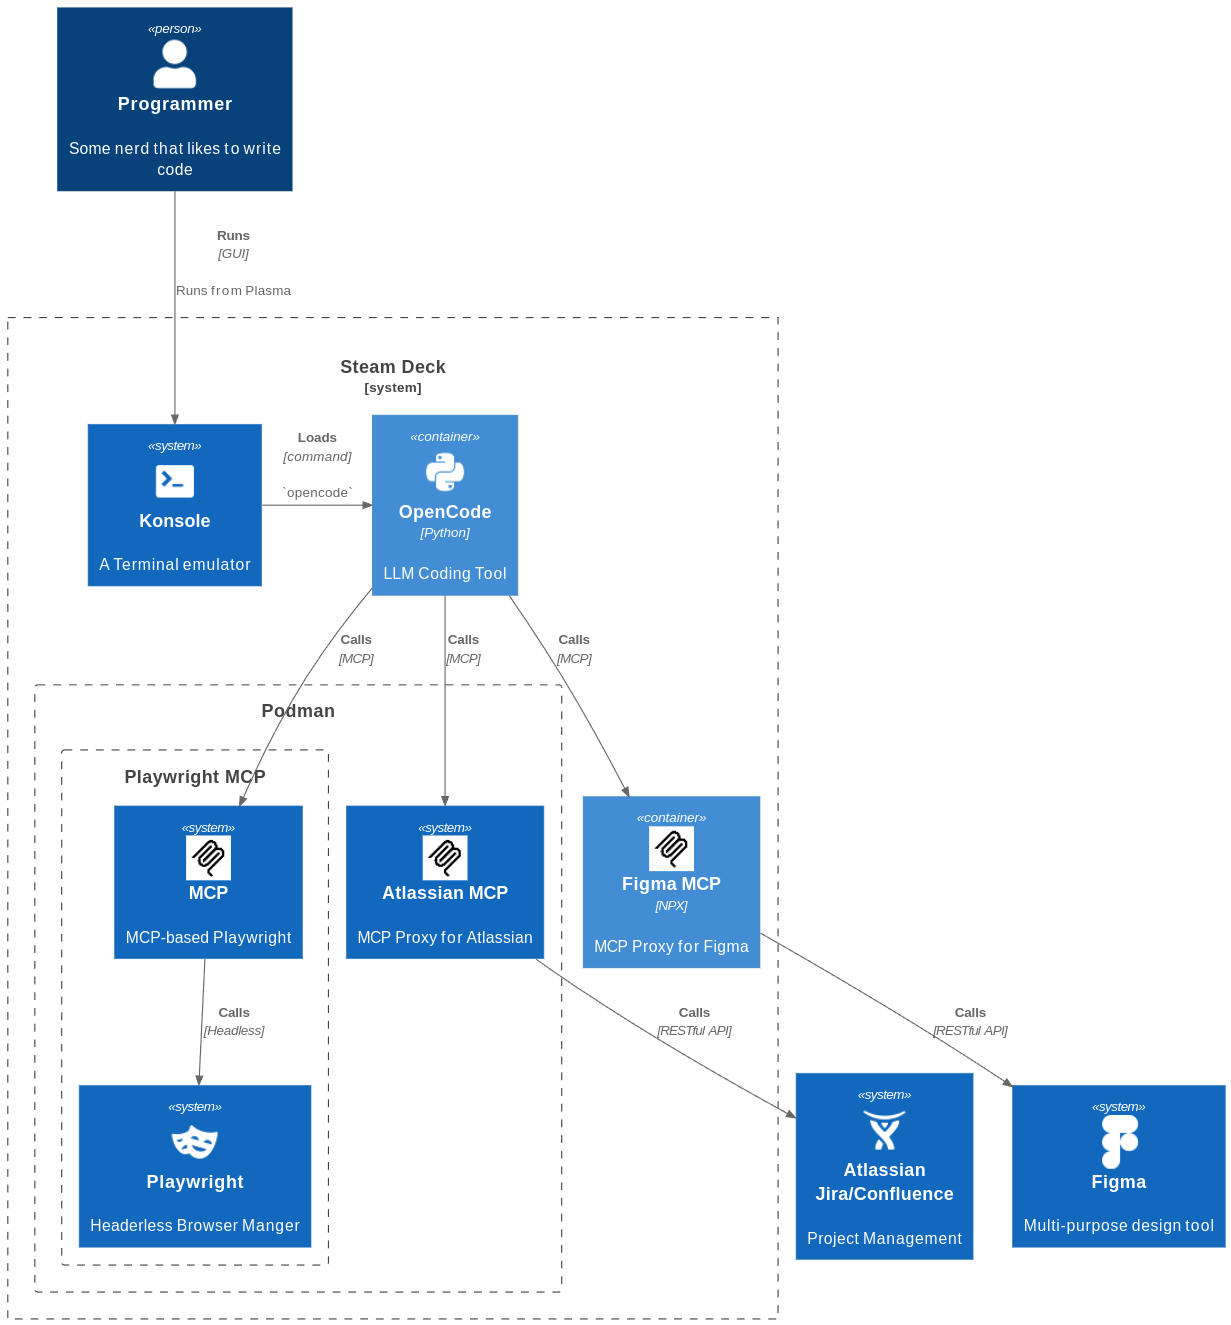 «person»
Programmer
Some nerd that likes to write
code
Runs
[GUI]
Runs from Plasma
Steam Deck
[system]
«system»
Konsole
A Terminal emulator
Loads
[command]
`opencode`
«container»
OpenCode
[Python]
LLM Coding Tool
Calls
[MCP]
Calls
[MCP]
Calls
[MCP]
Podman
Playwright MCP
«system»
MCP
MCP-based Playwright
«system»
Atlassian MCP
MCP Proxy for Atlassian
«container»
Figma MCP
[NPX]
MCP Proxy for Figma
Calls
[Headless]
Calls
[RESTful API]
Calls
[RESTful API]
«system»
Playwright
Headerless Browser Manger
«system»
Atlassian
Jira/Confluence
Project Management
«system»
Figma
Multi-purpose design tool